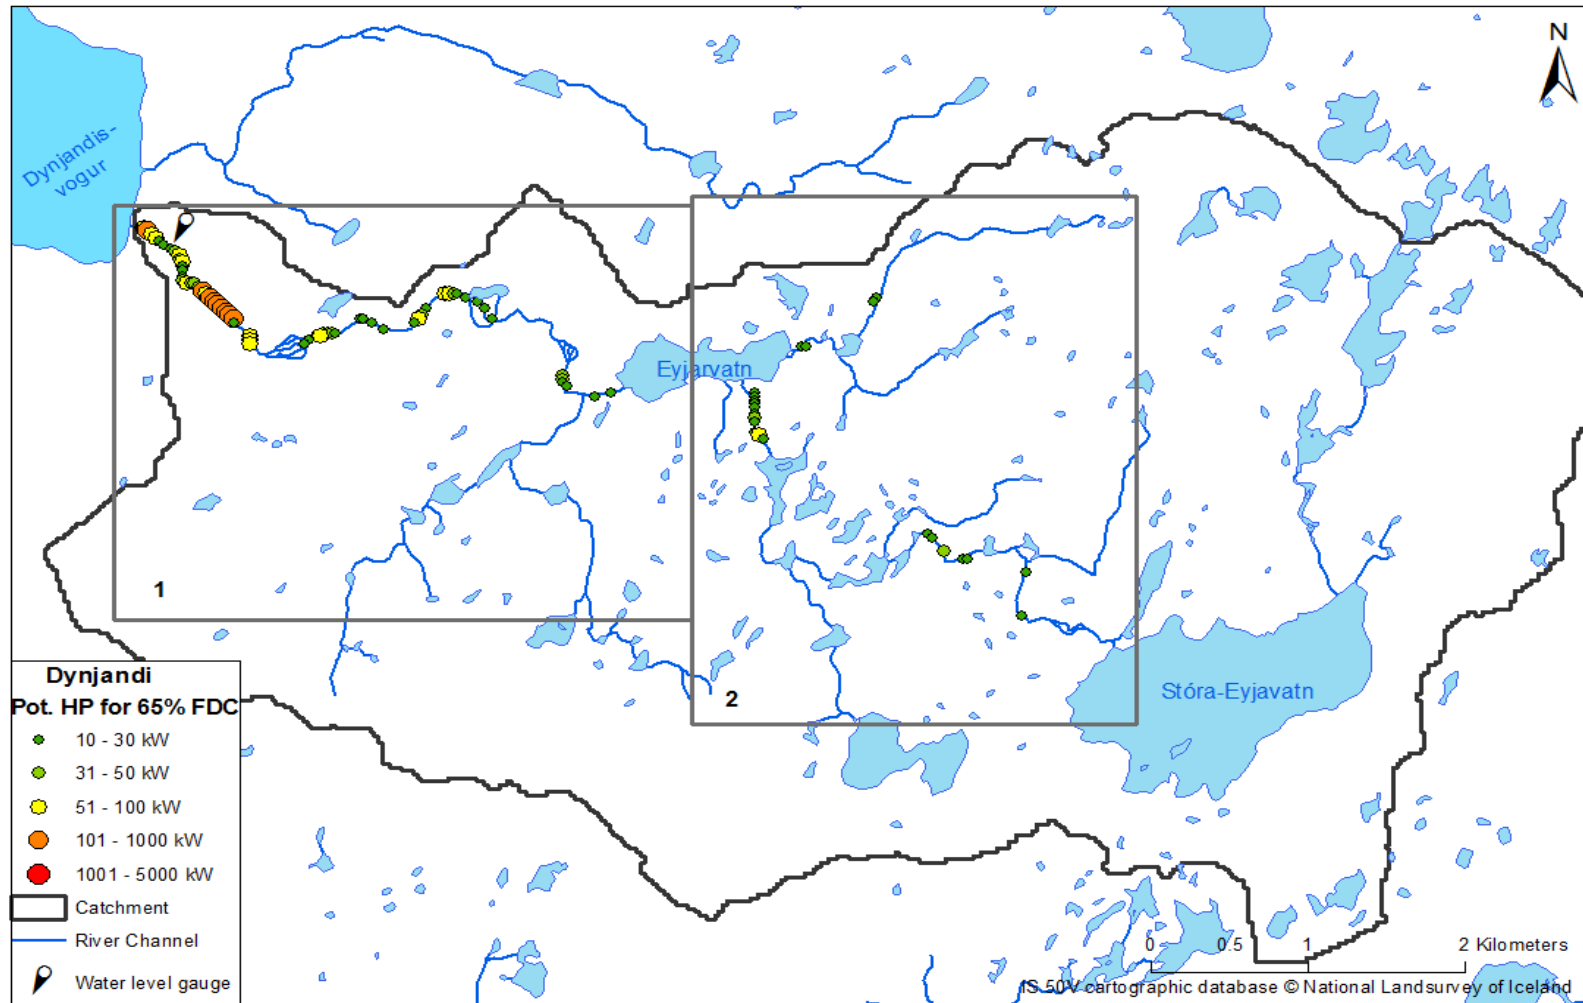 N
Dynjandis-
vogur
Eyjarvatn
1
2
Stóra-Eyjavatn
Dynjandi
Pot. HP for 65% FDC
10 - 30 kW
31 - 50 kW
51 - 100 kW
101 - 1000 kW
1001 - 5000 kW
Catchment
River Channel
Water level gauge
0 0.5 1 2 Kilometers
IS 50V cartographic database © National Landsurvey of Iceland